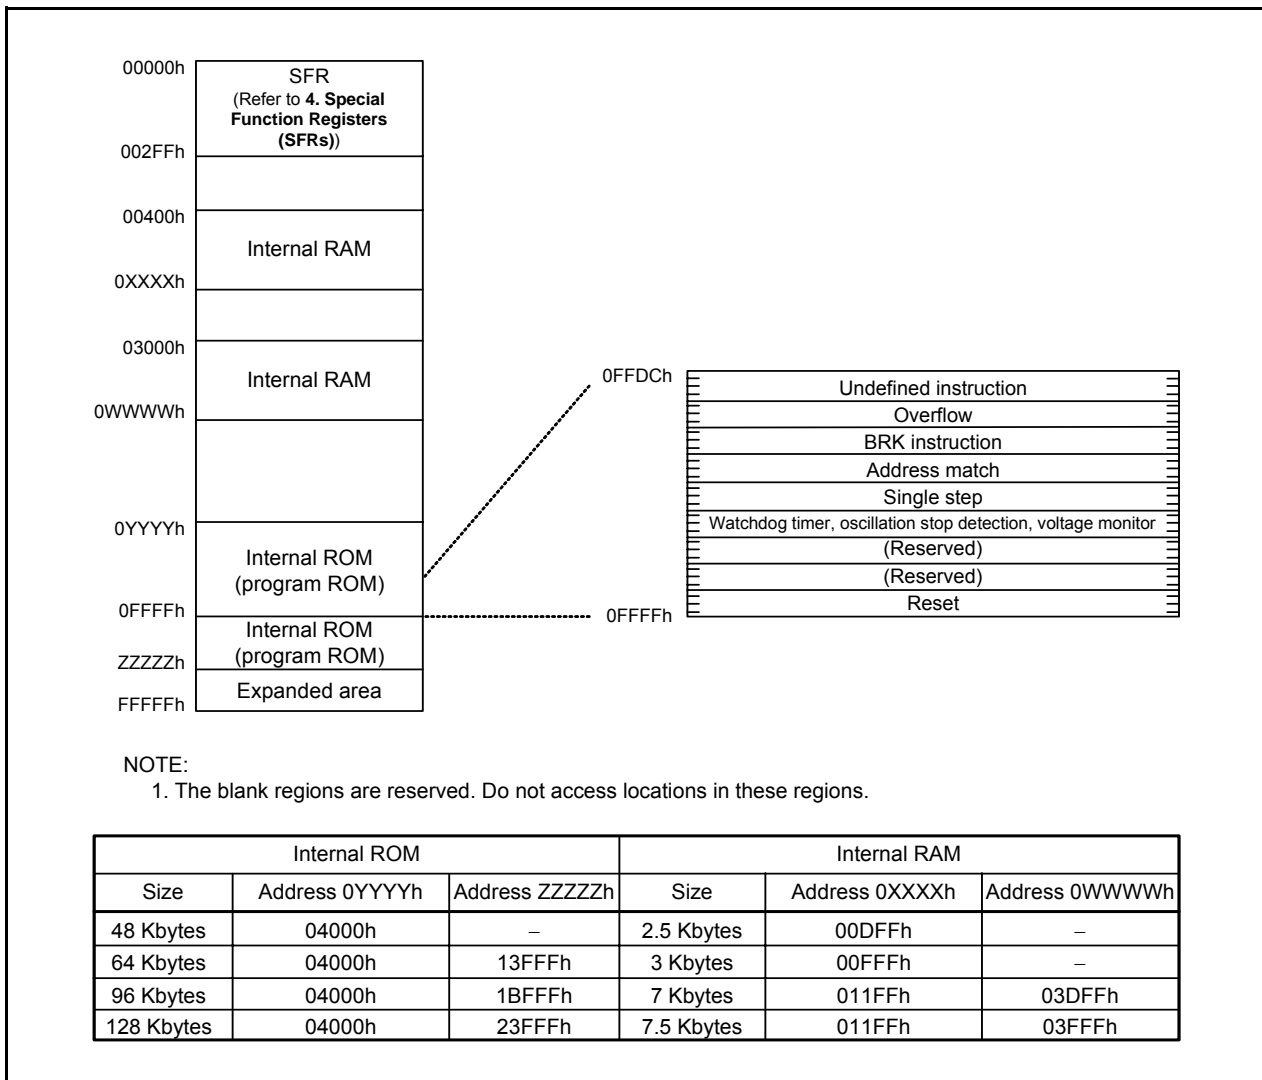 00000h
SFR
(Refer to 4. Special
Function Registers
(SFRs))
002FFh
00400h
Internal RAM
0XXXXh
03000h
Internal RAM
0WWWWh
0YYYYh
Internal ROM
(program ROM)
0FFFFh
Internal ROM
(program ROM)
ZZZZZh
Expanded area
FFFFFh
0FFDCh
Undefined instruction
Overflow
BRK instruction
Address match
Single step
Watchdog timer, oscillation stop detection, voltage monitor
(Reserved)
(Reserved)
Reset
0FFFFh
NOTE:
1. The blank regions are reserved. Do not access locations in these regions.
Internal ROM Internal RAM
Size Address 0YYYYh Address ZZZZZh Size Address 0XXXXh Address 0WWWWh
48 Kbytes 04000h – 2.5 Kbytes 00DFFh –
64 Kbytes 04000h 13FFFh 3 Kbytes 00FFFh –
96 Kbytes 04000h 1BFFFh 7 Kbytes 011FFh 03DFFh
128 Kbytes 04000h 23FFFh 7.5 Kbytes 011FFh 03FFFh